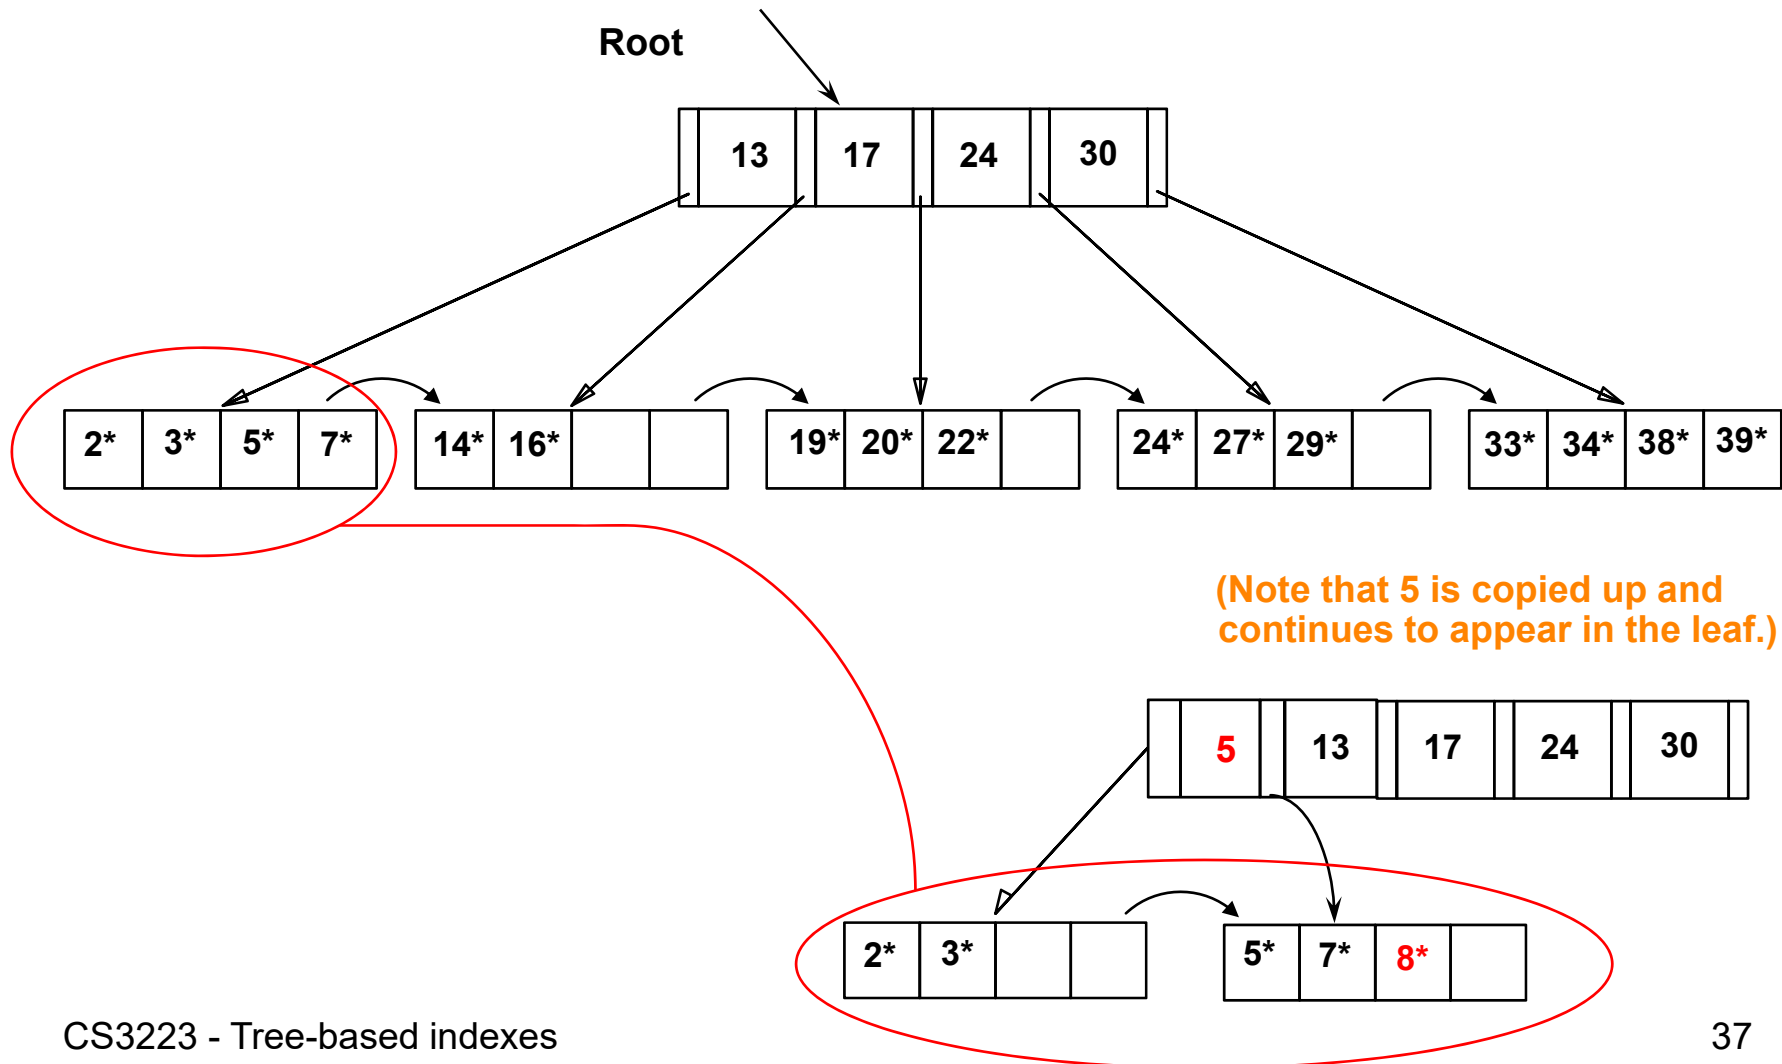 Root
13 17 24 30
2* 3* 5* 7* 14* 16* 19* 20* 22* 24* 27* 29* 33* 34* 38* 39*
(Note that 5 is copied up and
continues to appear in the leaf.)
5 13 17 24 30
2* 3* 5* 7* 8*
CS3223 - Tree-based indexes 37